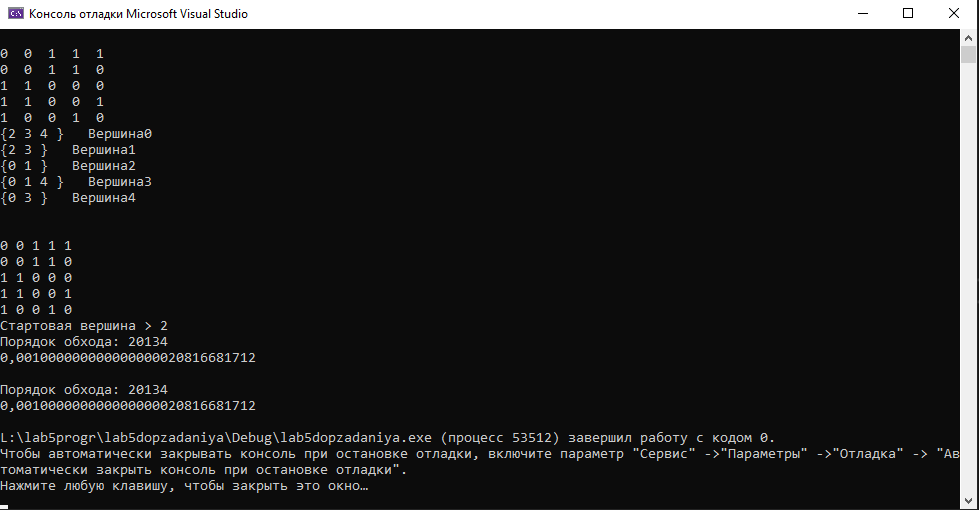 Консоль отладки Microsoft Visual Studio
0 0 1 1 1
0 0 1 1 0
1 1 0 0 0
1 1 0 0 1
1 0 0 1 0
{2 3 4 } Вершина0
{2 3 } Вершина1
{0 1 } Вершина2
{0 1 4 } Вершина3
{0 3 } Вершина4
0 0 1 1 1
0 0 1 1 0
1 1 0 0 0
1 1 0 0 1
1 0 0 1 0
Стартовая вершина > 2
Порядок обхода: 20134
0,00100000000000000000020816681712
Порядок обхода: 20134
0,00100000000000000000020816681712
L:\lab5progr\lab5dopzadaniya\Debug\lab5dopzadaniya.exe (процесс 53512) завершил работу с кодом 0.
Чтобы автоматически закрывать консоль при остановке отладки, включите параметр "Сервис" ->"Параметры" ->"Отладка" -> "Ав
томатически закрыть консоль при остановке отладки".
Нажмите любую клавишу, чтобы закрыть это окно…